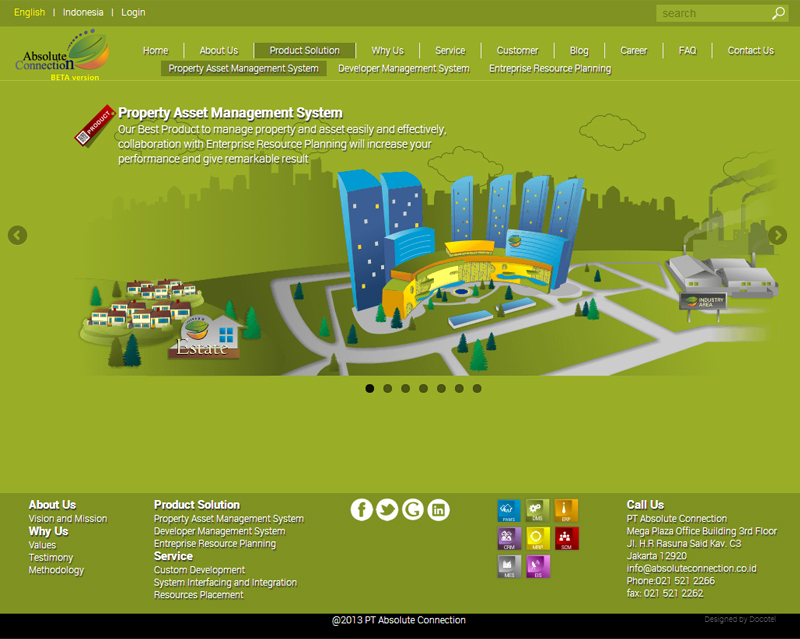 English | Indonesia | Login
search
Absolute
Connection
BETA version
Home
About Us
Product Solution
Why Us
Service
Customer
Blog
Career
FAQ
Contact Us
Property Asset Management System
Developer Management System
Entreprise Resource Planning
PRODUCT
Property Asset Management System
Our Best Product to manage property and asset easily and effectively,
collaboration with Enterprise Resource Planning will increase your
performance and give remarkable result
INDUSTRY
AREA
Estate
About Us
Vision and Mission
Why Us
Values
Testimony
Methodology
Product Solution
Property Asset Management System
Developer Management System
Entreprise Resource Planning
Service
Custom Development
System Interfacing and Integration
Resources Placement
PAMS
DMS
ERP
CRM
MRP
SCM
MES
EIS
Call Us
PT Absolute Connection
Mega Plaza Office Building 3rd Floor
Jl. H.R Rasuna Said Kav. C3
Jakarta 12920
info@absoluteconnection.co.id
Phone:021 521 2266
fax: 021 521 2262
@2013 PT Absolute Connection
Designed by Docotel